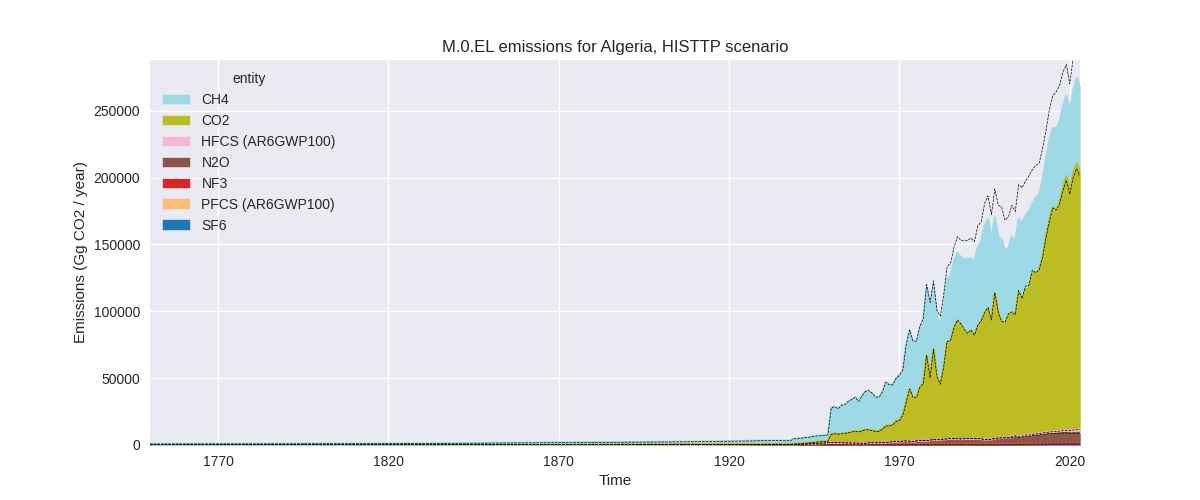 M.0.EL emissions for Algeria, HISTTP scenario
entity
CH4
CO2
HFCS (AR6GWP100)
N2O
NF3
PFCS (AR6GWP100)
SF6
Emissions (Gg CO2 / year)
250000
200000
150000
100000
50000
0
1770
1820
1870
1920
1970
2020
Time